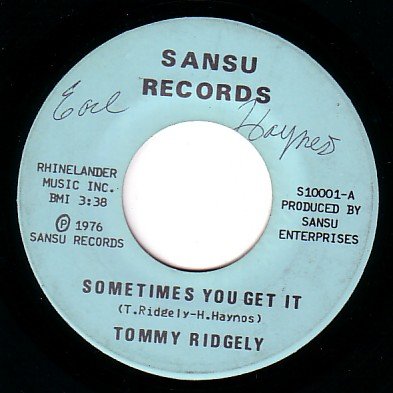 SANSU
RECORDS
Earl Haynes
RHINELANDER
MUSIC INC.
BMI 3:38
Ⓟ 1976
SANSU RECORDS
S10001-A
PRODUCED BY
SANSU
ENTERPRISES
SOMETIMES YOU GET IT
(T.Ridgely-H.Haynos)
TOMMY RIDGELY